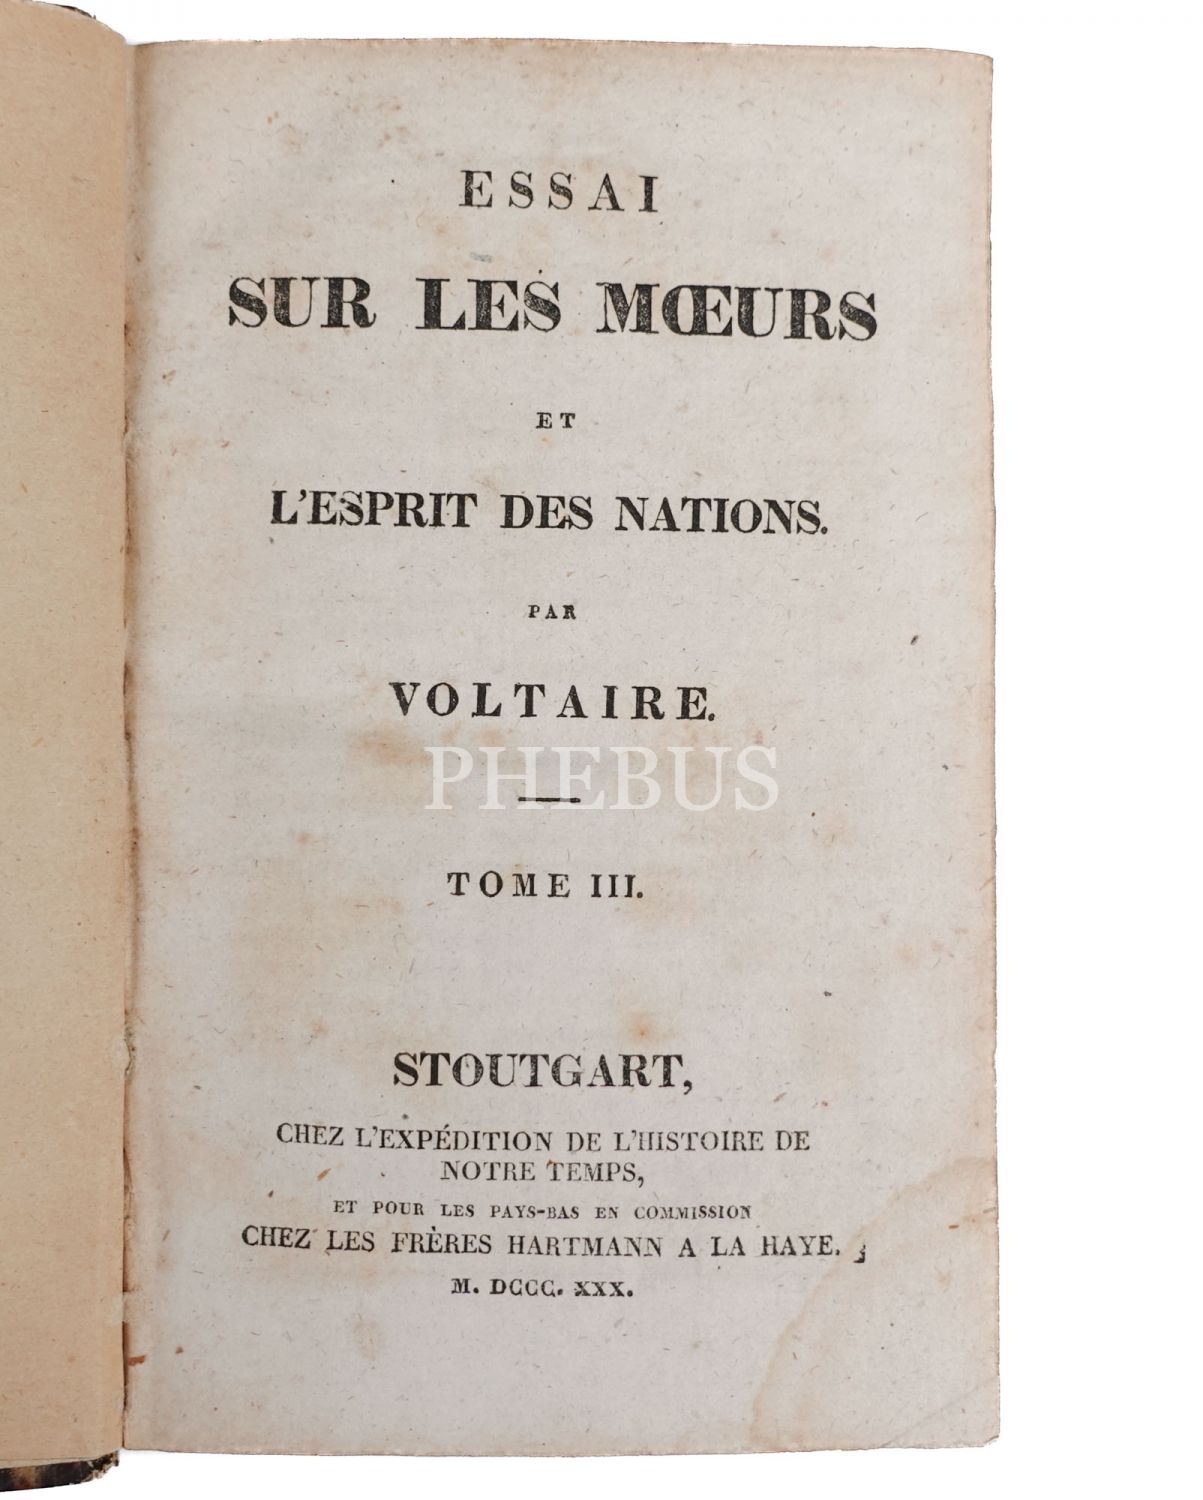 ESSAI
SUR LES MŒURS
ET
L'ESPRIT DES NATIONS.
PAR
VOLTAIRE.
PHEBUS
TOME III.
STOUTGART,
CHEZ L'EXPÉDITION DE L'HISTOIRE DE
NOTRE TEMPS,
ET POUR LES PAYS-BAS EN COMMISSION
CHEZ LES FRÈRES HARTMANN A LA HAYE.
M. DCCC. XXX.